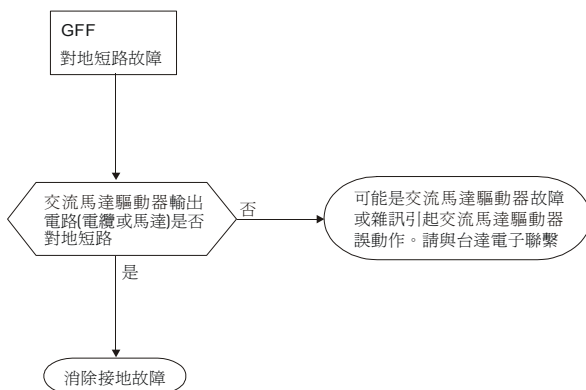 GFF
對地短路故障
交流馬達驅動器輸出
電路(電纜或馬達)是否
對地短路
否
可能是交流馬達驅動器故障
或雜訊引起交流馬達驅動器
誤動作。請與台達電子聯繫
是
消除接地故障